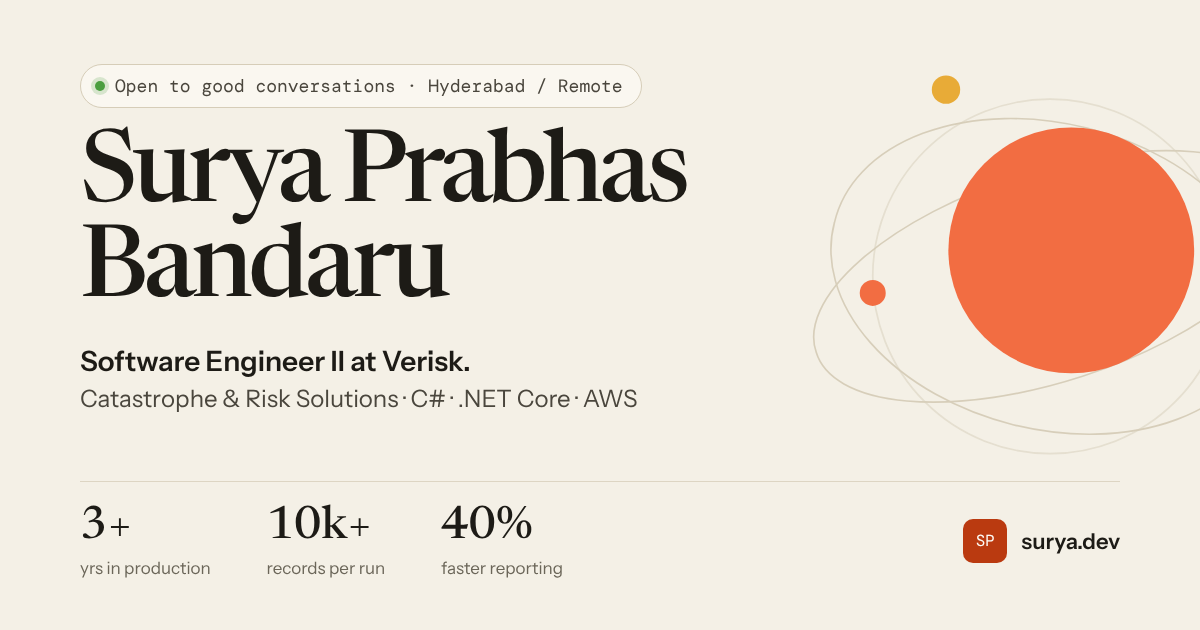 Open to good conversations · Hyderabad / Remote
Surya Prabhas
Bandaru
Software Engineer II at Verisk.
Catastrophe & Risk Solutions · C# · .NET Core · AWS
3+
yrs in production
10k+
records per run
40%
faster reporting
SP
surya.dev